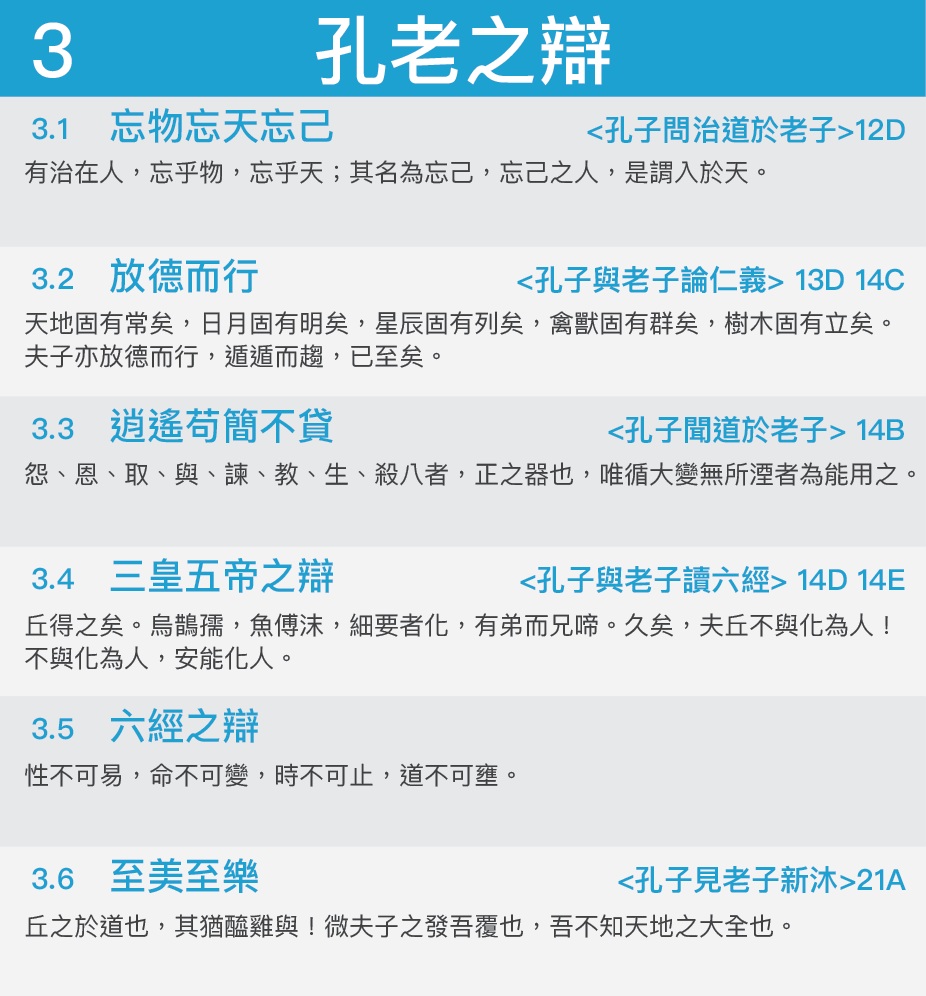 3 孔老之辯
3.1 忘物忘天忘己 <孔子問治道於老子>12D
有治在人，忘乎物，忘乎天；其名為忘己，忘己之人，是謂入於天。
3.2 放德而行 <孔子與老子論仁義> 13D 14C
天地固有常矣，日月固有明矣，星辰固有列矣，禽獸固有群矣，樹木固有立矣。
夫子亦放德而行，遁遁而趨，已至矣。
3.3 逍遙苟簡不貸 <孔子聞道於老子> 14B
怨、恩、取、與、諫、教、生、殺八者，正之器也，唯循大變無所湮者為能用之。
3.4 三皇五帝之辯 <孔子與老子讀六經> 14D 14E
丘得之矣。烏鵲孺，魚傅沫，細要者化，有弟而兄啼。久矣，夫丘不與化為人！
不與化為人，安能化人。
3.5 六經之辯
性不可易，命不可變，時不可止，道不可壅。
3.6 至美至樂 <孔子見老子新沐>21A
丘之於道也，其猶醯雞與！微夫子之發吾覆也，吾不知天地之大全也。